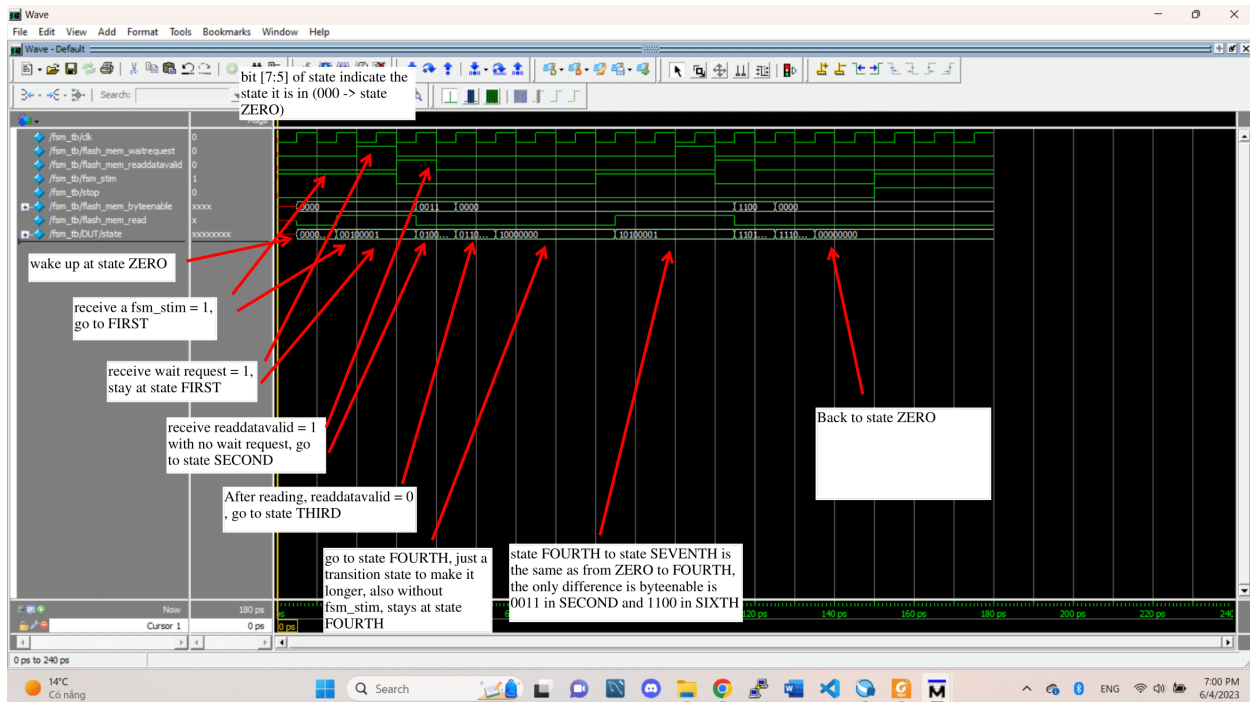 Wave
File Edit View Add Format Tools Bookmarks Window Help
Wave - Default
Search:
bit [7:5] of state indicate the
state it is in (000 -> state
ZERO)
Msgs
/fsm_tb/clk 0
/fsm_tb/flash_mem_waitrequest 0
/fsm_tb/flash_mem_readdatavalid 0
/fsm_tb/fsm_stim 1
/fsm_tb/stop 0
/fsm_tb/flash_mem_byteenable xxxx 0000 0011 0000 1100 0000
/fsm_tb/flash_mem_read x
/fsm_tb/DUT/state xxxxxxxx 0000... 00100001 0100... 0110... 10000000 10100001 1101... 1110... 00000000
wake up at state ZERO
receive a fsm_stim = 1,
go to FIRST
receive wait request = 1,
stay at state FIRST
receive readdatavalid = 1
with no wait request, go
to state SECOND
Back to state ZERO
After reading, readdatavalid = 0
, go to state THIRD
go to state FOURTH, just a
transition state to make it
longer, also without
fsm_stim, stays at state
FOURTH
state FOURTH to state SEVENTH is
the same as from ZERO to FOURTH,
the only difference is byteenable is
0011 in SECOND and 1100 in SIXTH
Now 180 ps 120 ps 140 ps 160 ps 180 ps 200 ps 220 ps 240
Cursor 1 0 ps 0 ps
0 ps to 240 ps
14°C
Có nắng
Search
ENG
7:00 PM
6/4/2023